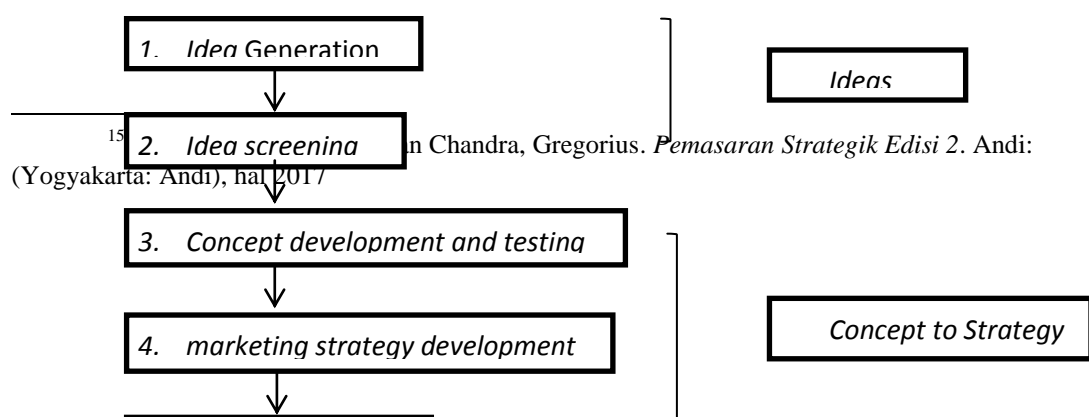 1. Idea Generation
Ideas
2. Idea screening
15 n Chandra, Gregorius. Pemasaran Strategik Edisi 2. Andi:
(Yogyakarta: Andi), hal 2017
3. Concept development and testing
4. marketing strategy development
Concept to Strategy